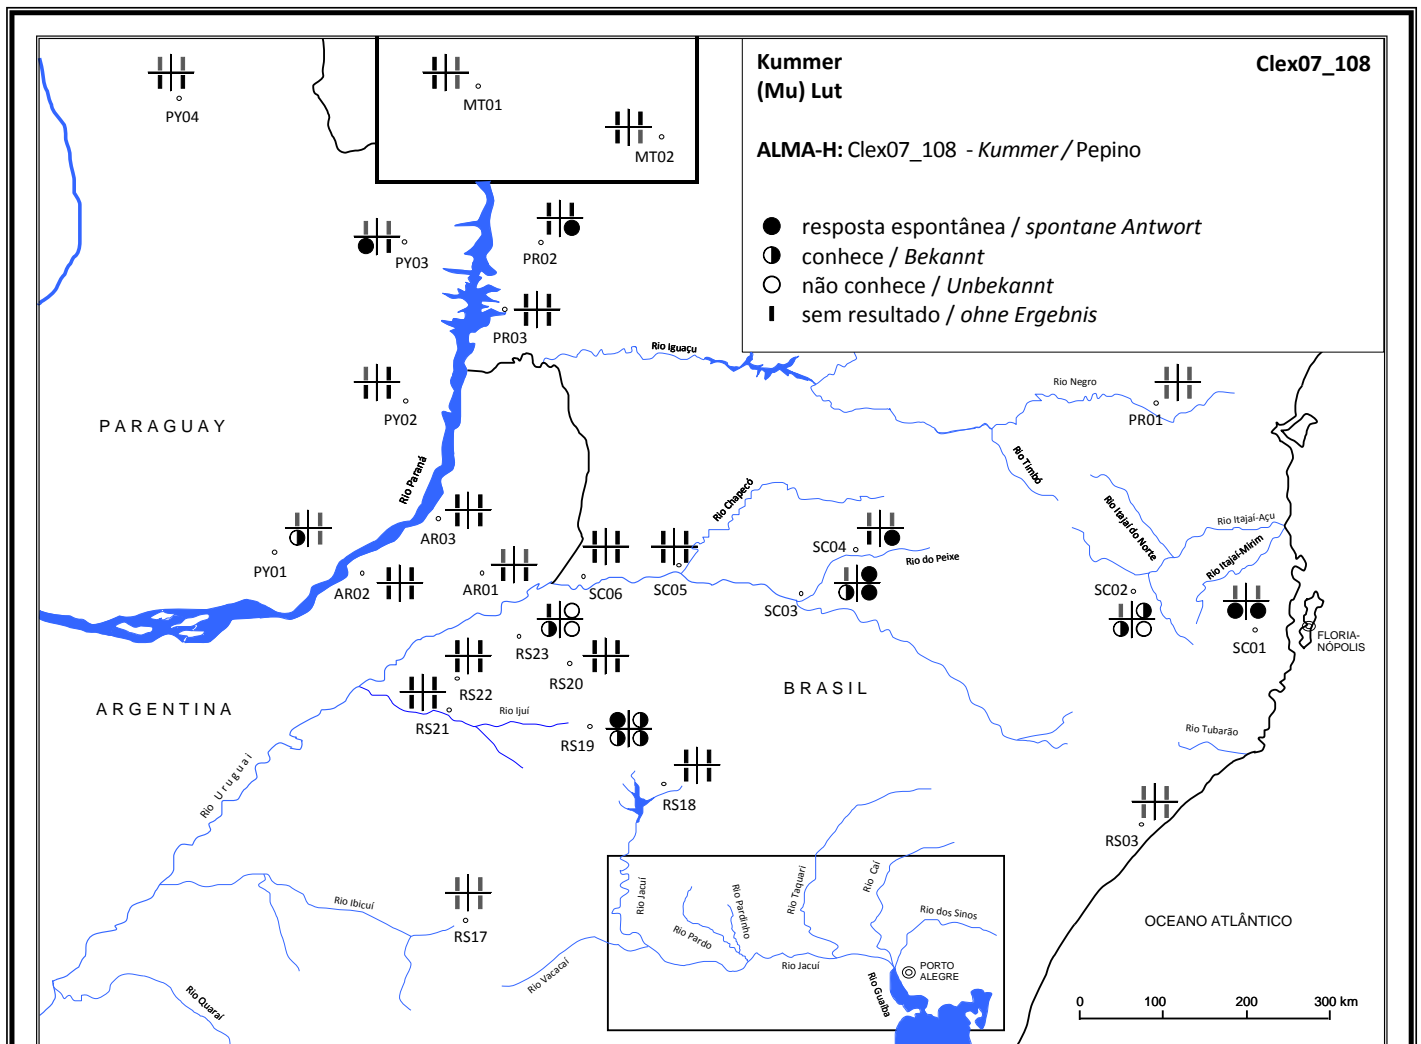 Kummer
Clex07_108
(Mu) Lut
ALMA-H: Clex07_108 - Kummer / Pepino
resposta espontânea / spontane Antwort
conhece / Bekannt
não conhece / Unbekannt
sem resultado / ohne Ergebnis
PY04
MT01
MT02
PY03
PR02
PR03
Rio Iguaçu
Rio Negro
PR01
PY02
PARAGUAY
Rio Paraná
Rio Timbó
Rio Chapecó
Rio Itajaí do Norte
Rio Itajaí-Açu
Rio Itajaí-Mirim
AR03
SC04
Rio do Peixe
PY01
AR02
AR01
SC06
SC05
SC03
SC02
SC01
FLORIA-
NÓPOLIS
RS23
RS20
RS22
BRASIL
ARGENTINA
RS21
Rio Ijuí
RS19
Rio Tubarão
Rio Uruguai
RS18
RS03
Rio Jacuí
Rio Pardinho
Rio Taquari
Rio Caí
Rio Ibicuí
RS17
Rio Pardo
Rio dos Sinos
OCEANO ATLÂNTICO
Rio Vacacaí
Rio Jacuí
PORTO
ALEGRE
Rio Guaíba
Rio Quaraí
0 100 200 300 km